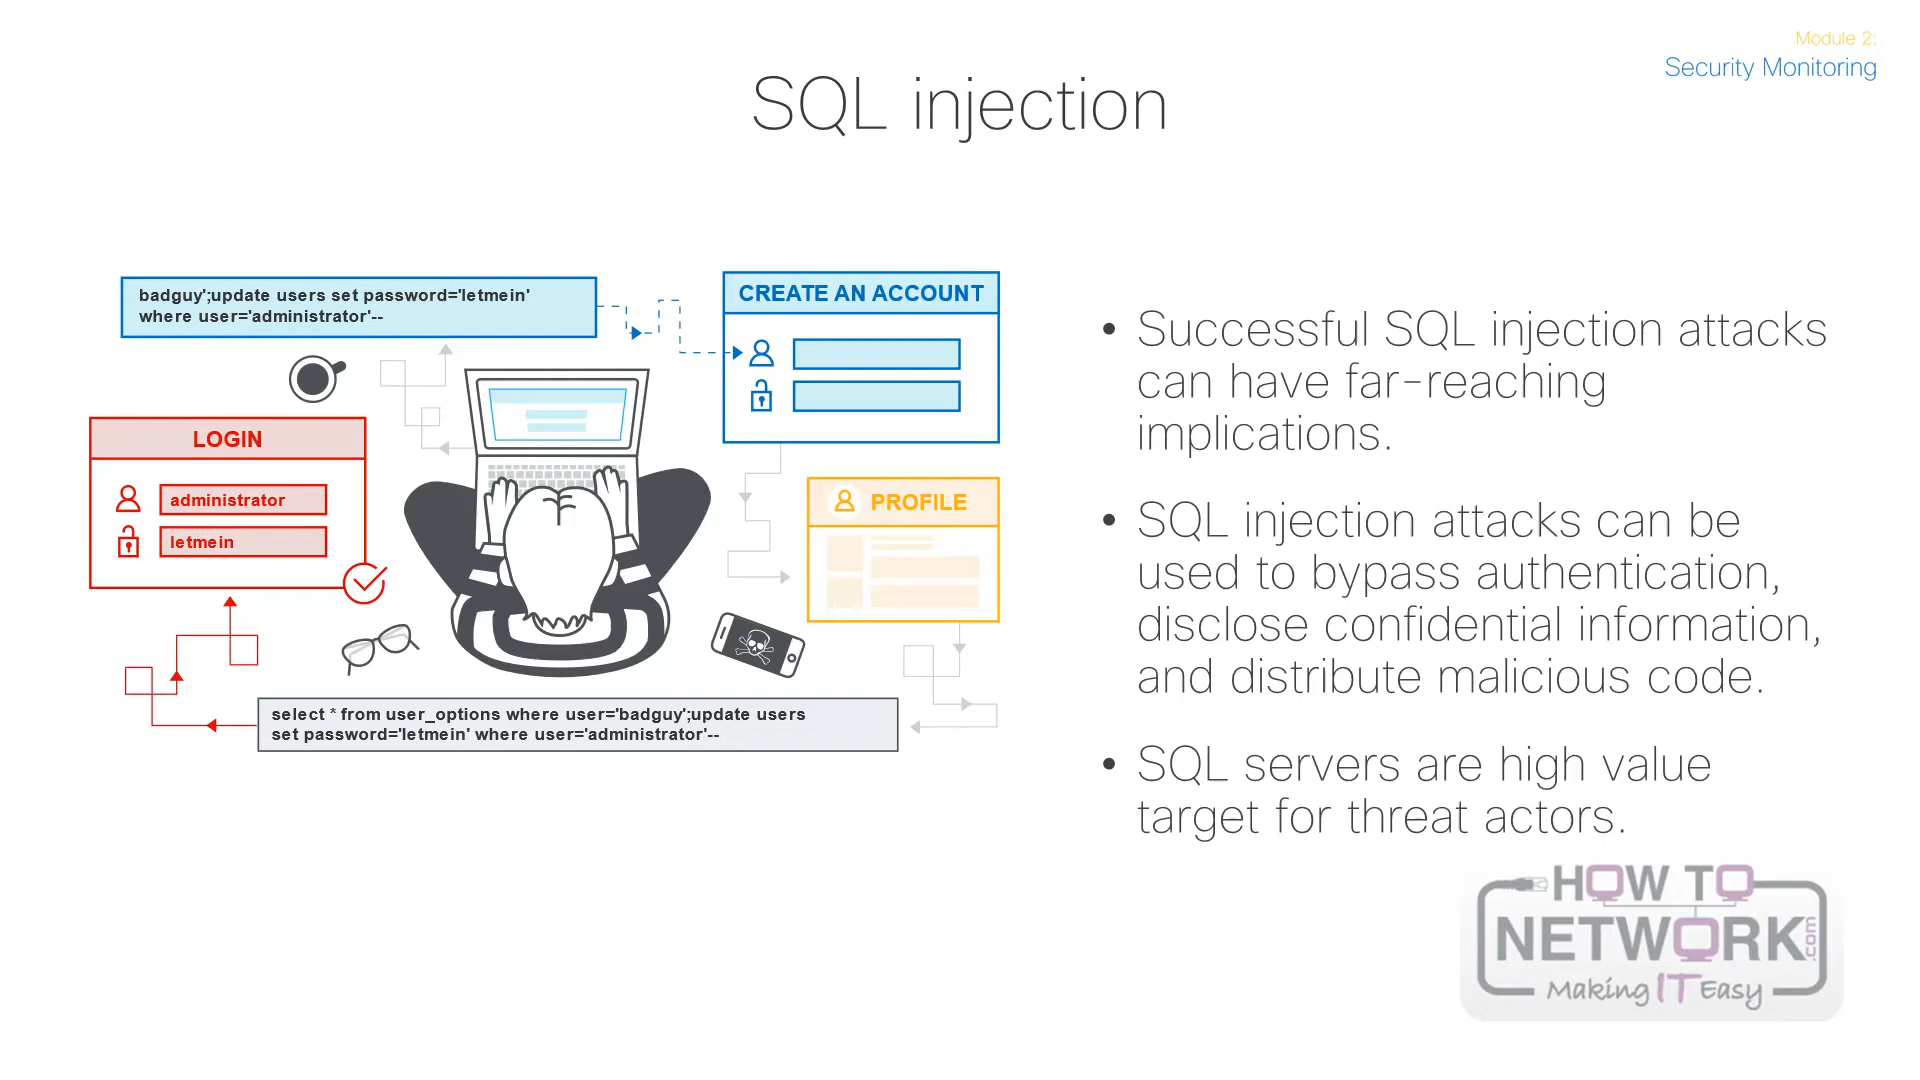 Module 2:
Security Monitoring
SQL injection
badguy';update users set password='letmein'
where user='administrator'--
CREATE AN ACCOUNT
LOGIN
administrator
letmein
PROFILE
select * from user_options where user='badguy';update users
set password='letmein' where user='administrator'--
• Successful SQL injection attacks
can have far-reaching
implications.
• SQL injection attacks can be
used to bypass authentication,
disclose confidential information,
and distribute malicious code.
• SQL servers are high value
target for threat actors.
HOW TO
NETWORK.com
Making IT Easy